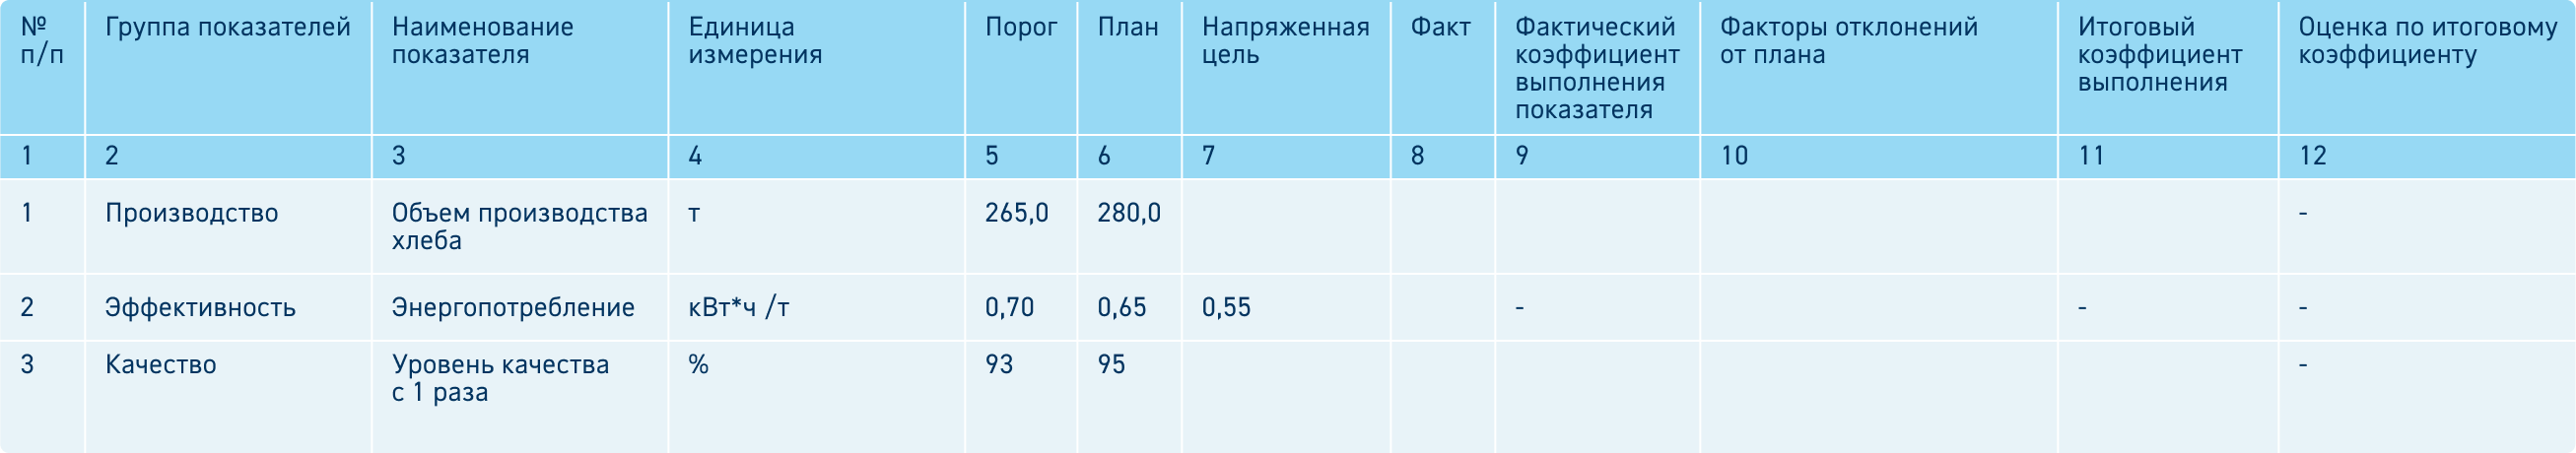 № п/п
Группа показателей
Наименование показателя
Единица измерения
Порог
План
Напряженная цель
Факт
Фактический коэффициент выполнения показателя
Факторы отклонений от плана
Итоговый коэффициент выполнения
Оценка по итоговому коэффициенту
1 2 3 4 5 6 7 8 9 10 11 12
1 Производство Объем производства хлеба т 265,0 280,0 -
2 Эффективность Энергопотребление кВт*ч /т 0,70 0,65 0,55 - - -
3 Качество Уровень качества с 1 раза % 93 95 -